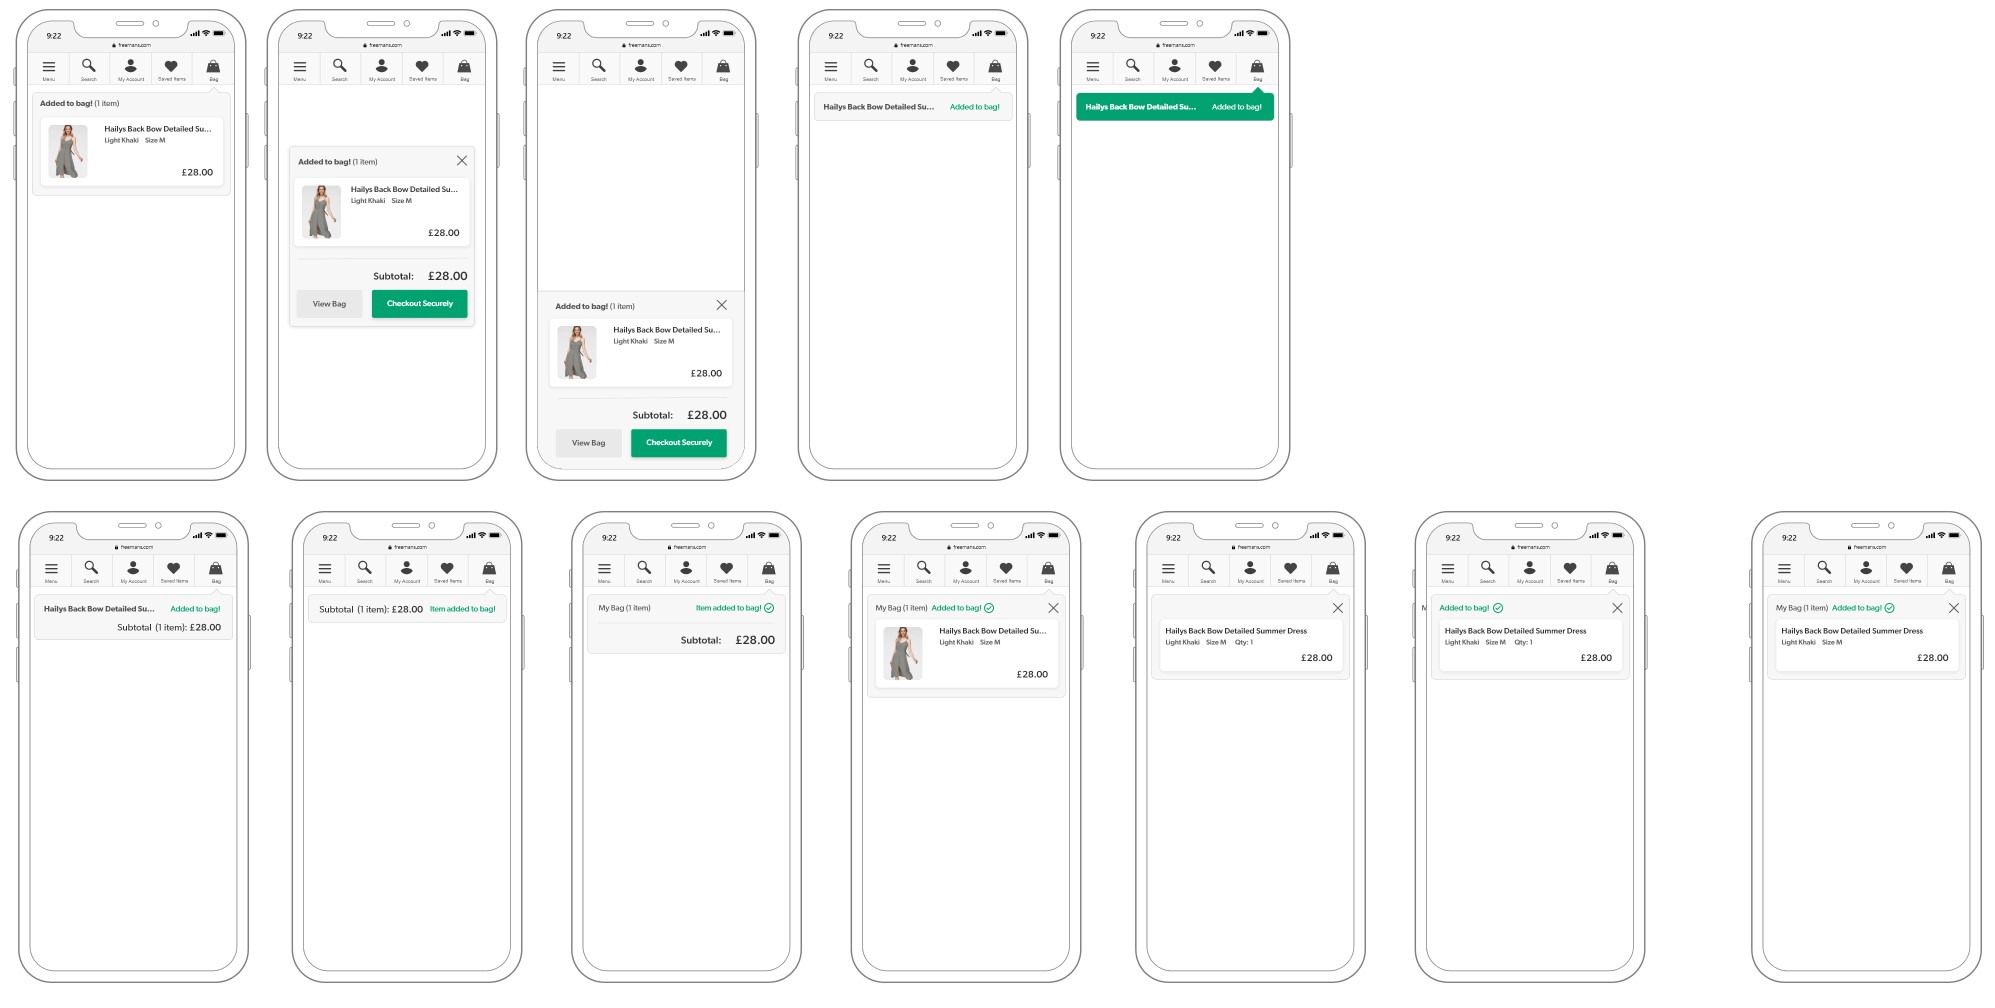 9:22
freemans.com
Menu Search My Account Saved Items Bag
Added to bag! (1 item)
Hailys Back Bow Detailed Su...
Light Khaki Size M
£28.00
9:22
freemans.com
Menu Search My Account Saved Items Bag
Added to bag! (1 item)
Hailys Back Bow Detailed Su...
Light Khaki Size M
£28.00
Subtotal: £28.00
View Bag Checkout Securely
9:22
freemans.com
Menu Search My Account Saved Items Bag
Added to bag! (1 item)
Hailys Back Bow Detailed Su...
Light Khaki Size M
£28.00
Subtotal: £28.00
View Bag Checkout Securely
9:22
freemans.com
Menu Search My Account Saved Items Bag
Hailys Back Bow Detailed Su... Added to bag!
9:22
freemans.com
Menu Search My Account Saved Items Bag
Hailys Back Bow Detailed Su... Added to bag!
9:22
freemans.com
Menu Search My Account Saved Items Bag
Hailys Back Bow Detailed Su... Added to bag!
Subtotal (1 item): £28.00
9:22
freemans.com
Menu Search My Account Saved Items Bag
Subtotal (1 item): £28.00 Item added to bag!
9:22
freemans.com
Menu Search My Account Saved Items Bag
My Bag (1 item) Item added to bag!
Subtotal: £28.00
9:22
freemans.com
Menu Search My Account Saved Items Bag
My Bag (1 item) Added to bag!
Hailys Back Bow Detailed Su...
Light Khaki Size M
£28.00
9:22
freemans.com
Menu Search My Account Saved Items Bag
Hailys Back Bow Detailed Summer Dress
Light Khaki Size M Qty: 1
£28.00
9:22
freemans.com
Menu Search My Account Saved Items Bag
M Added to bag!
Hailys Back Bow Detailed Summer Dress
Light Khaki Size M Qty: 1
£28.00
9:22
freemans.com
Menu Search My Account Saved Items Bag
My Bag (1 item) Added to bag!
Hailys Back Bow Detailed Summer Dress
Light Khaki Size M
£28.00